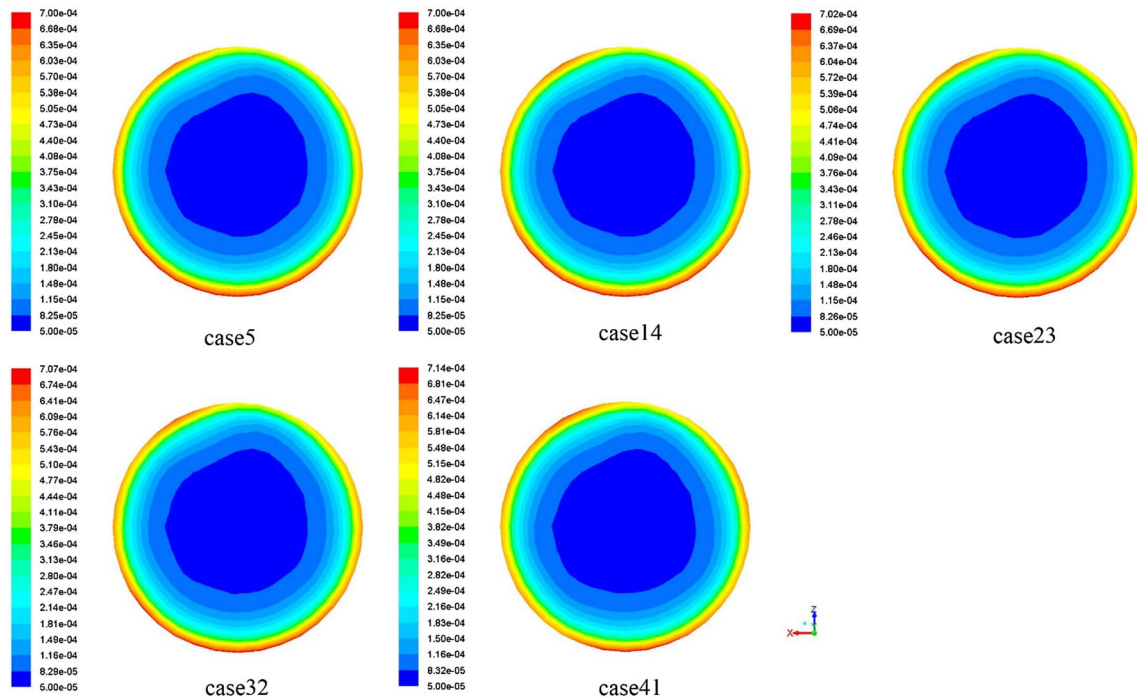 7.00e-04
6.68e-04
6.35e-04
6.03e-04
5.70e-04
5.38e-04
5.05e-04
4.73e-04
4.40e-04
4.08e-04
3.75e-04
3.43e-04
3.10e-04
2.78e-04
2.45e-04
2.13e-04
1.80e-04
1.48e-04
1.15e-04
8.25e-05
5.00e-05
case5
7.00e-04
6.68e-04
6.35e-04
6.03e-04
5.70e-04
5.38e-04
5.05e-04
4.73e-04
4.40e-04
4.08e-04
3.75e-04
3.43e-04
3.10e-04
2.78e-04
2.45e-04
2.13e-04
1.80e-04
1.48e-04
1.15e-04
8.25e-05
5.00e-05
case14
7.02e-04
6.69e-04
6.37e-04
6.04e-04
5.72e-04
5.39e-04
5.06e-04
4.74e-04
4.41e-04
4.09e-04
3.76e-04
3.43e-04
3.11e-04
2.78e-04
2.46e-04
2.13e-04
1.80e-04
1.48e-04
1.15e-04
8.26e-05
5.00e-05
case23
7.07e-04
6.74e-04
6.41e-04
6.09e-04
5.76e-04
5.43e-04
5.10e-04
4.77e-04
4.44e-04
4.11e-04
3.79e-04
3.46e-04
3.13e-04
2.80e-04
2.47e-04
2.14e-04
1.81e-04
1.49e-04
1.16e-04
8.29e-05
5.00e-05
case32
7.14e-04
6.81e-04
6.47e-04
6.14e-04
5.81e-04
5.48e-04
5.15e-04
4.82e-04
4.48e-04
4.15e-04
3.82e-04
3.49e-04
3.16e-04
2.82e-04
2.49e-04
2.16e-04
1.83e-04
1.50e-04
1.16e-04
8.32e-05
5.00e-05
case41
Z
X